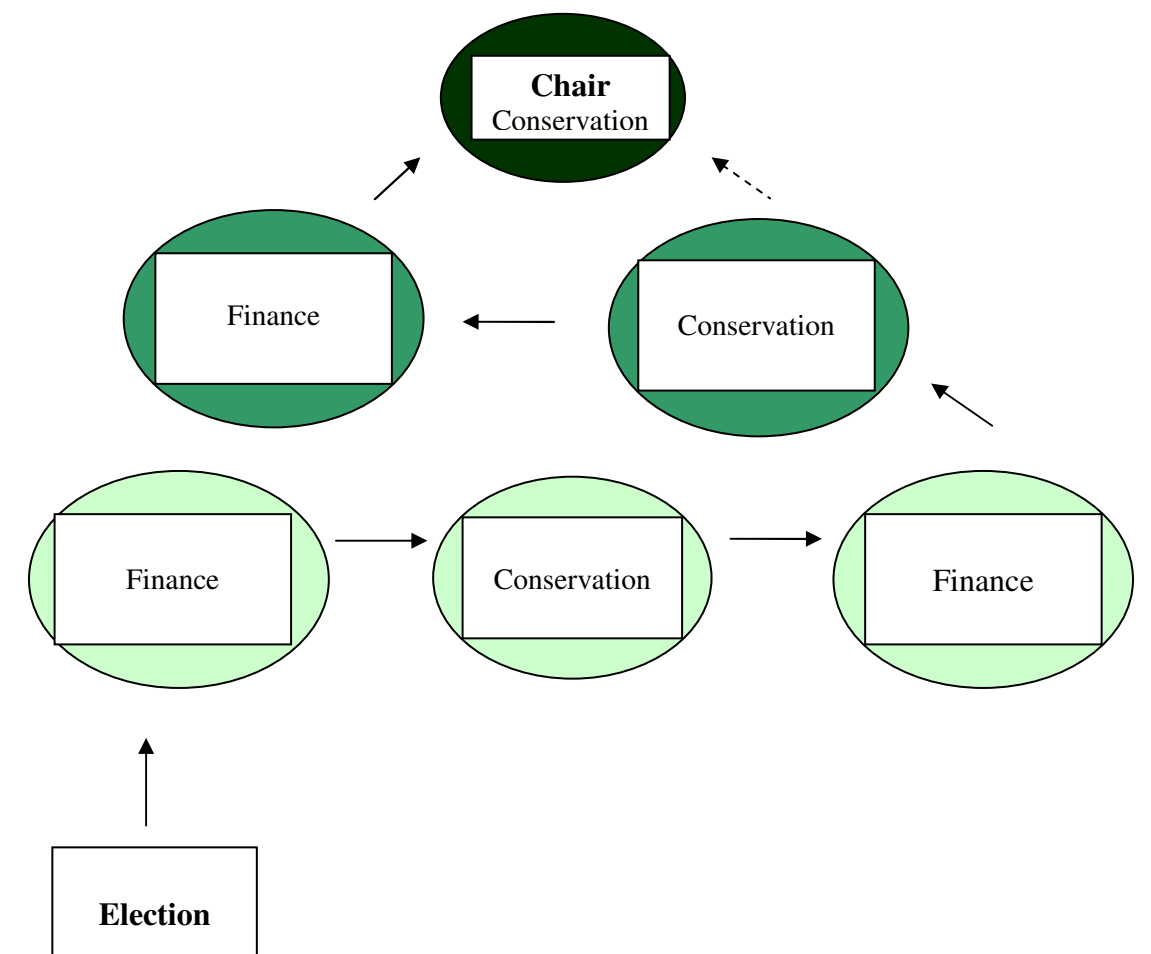 Chair
Conservation
Finance
Conservation
Finance
Conservation
Finance
Election